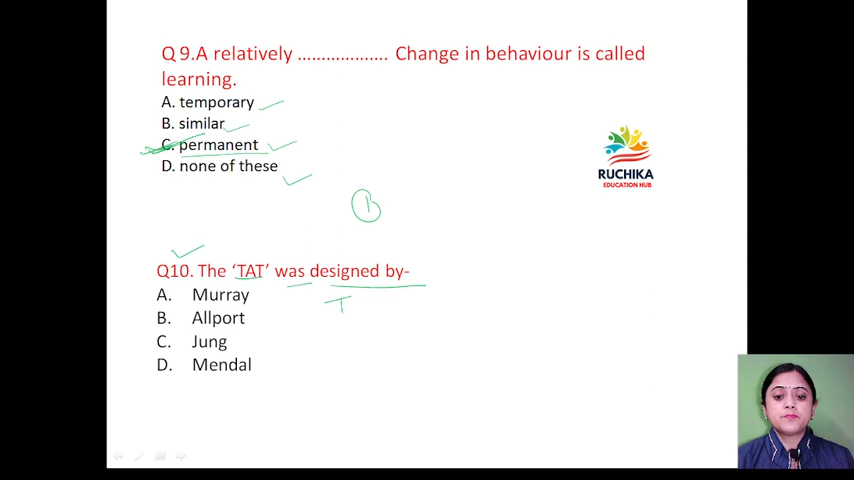 Q 9.A relatively ................... Change in behaviour is called
learning.
A. temporary
B. similar
C. permanent
D. none of these
RUCHIKA
EDUCATION HUB
Q10. The ‘TAT’ was designed by-
A. Murray
T
B. Allport
C. Jung
D. Mendal